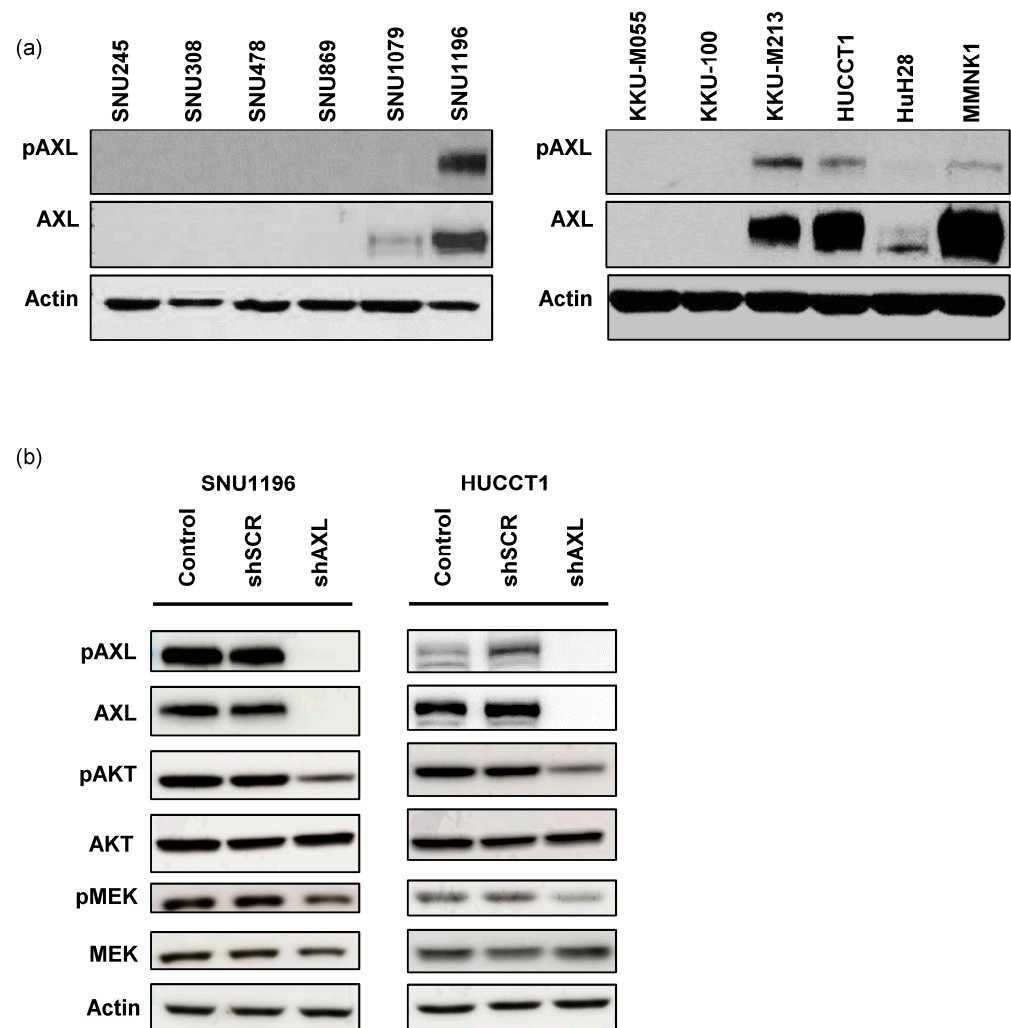 (a)
SNU245 SNU308 SNU478 SNU869 SNU1079 SNU1196
pAXL
AXL
Actin
KKU-M055 KKU-100 KKU-M213 HUCCT1 HuH28 MMNK1
pAXL
AXL
Actin
(b)
SNU1196
HUCCT1
Control shSCR shAXL
Control shSCR shAXL
pAXL
AXL
pAKT
AKT
pMEK
MEK
Actin